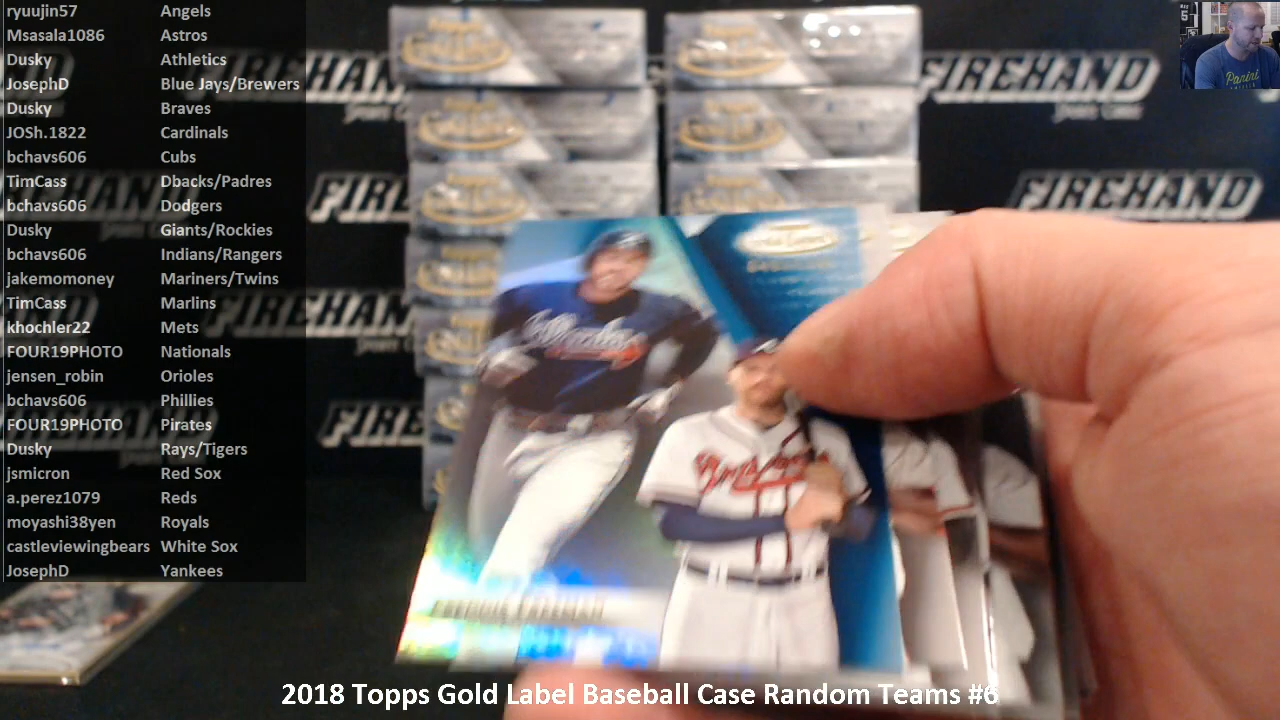 ryuujin57 Angels
Msasala1086 Astros
Dusky Athletics
JosephD Blue Jays/Brewers
Dusky Braves
JOSh.1822 Cardinals
bchavs606 Cubs
TimCass Dbacks/Padres
bchavs606 Dodgers
Dusky Giants/Rockies
bchavs606 Indians/Rangers
jakemomoney Mariners/Twins
TimCass Marlins
khochler22 Mets
FOUR19PHOTO Nationals
jensen_robin Orioles
bchavs606 Phillies
FOUR19PHOTO Pirates
Dusky Rays/Tigers
jsmicron Red Sox
a.perez1079 Reds
moyashi38yen Royals
castleviewingbears White Sox
JosephD Yankees
FIREHAND
FIREHAND
FIREHAND
FIREHAND
Panini
FREDDIE FREEMAN
2018 Topps Gold Label Baseball Case Random Teams #6